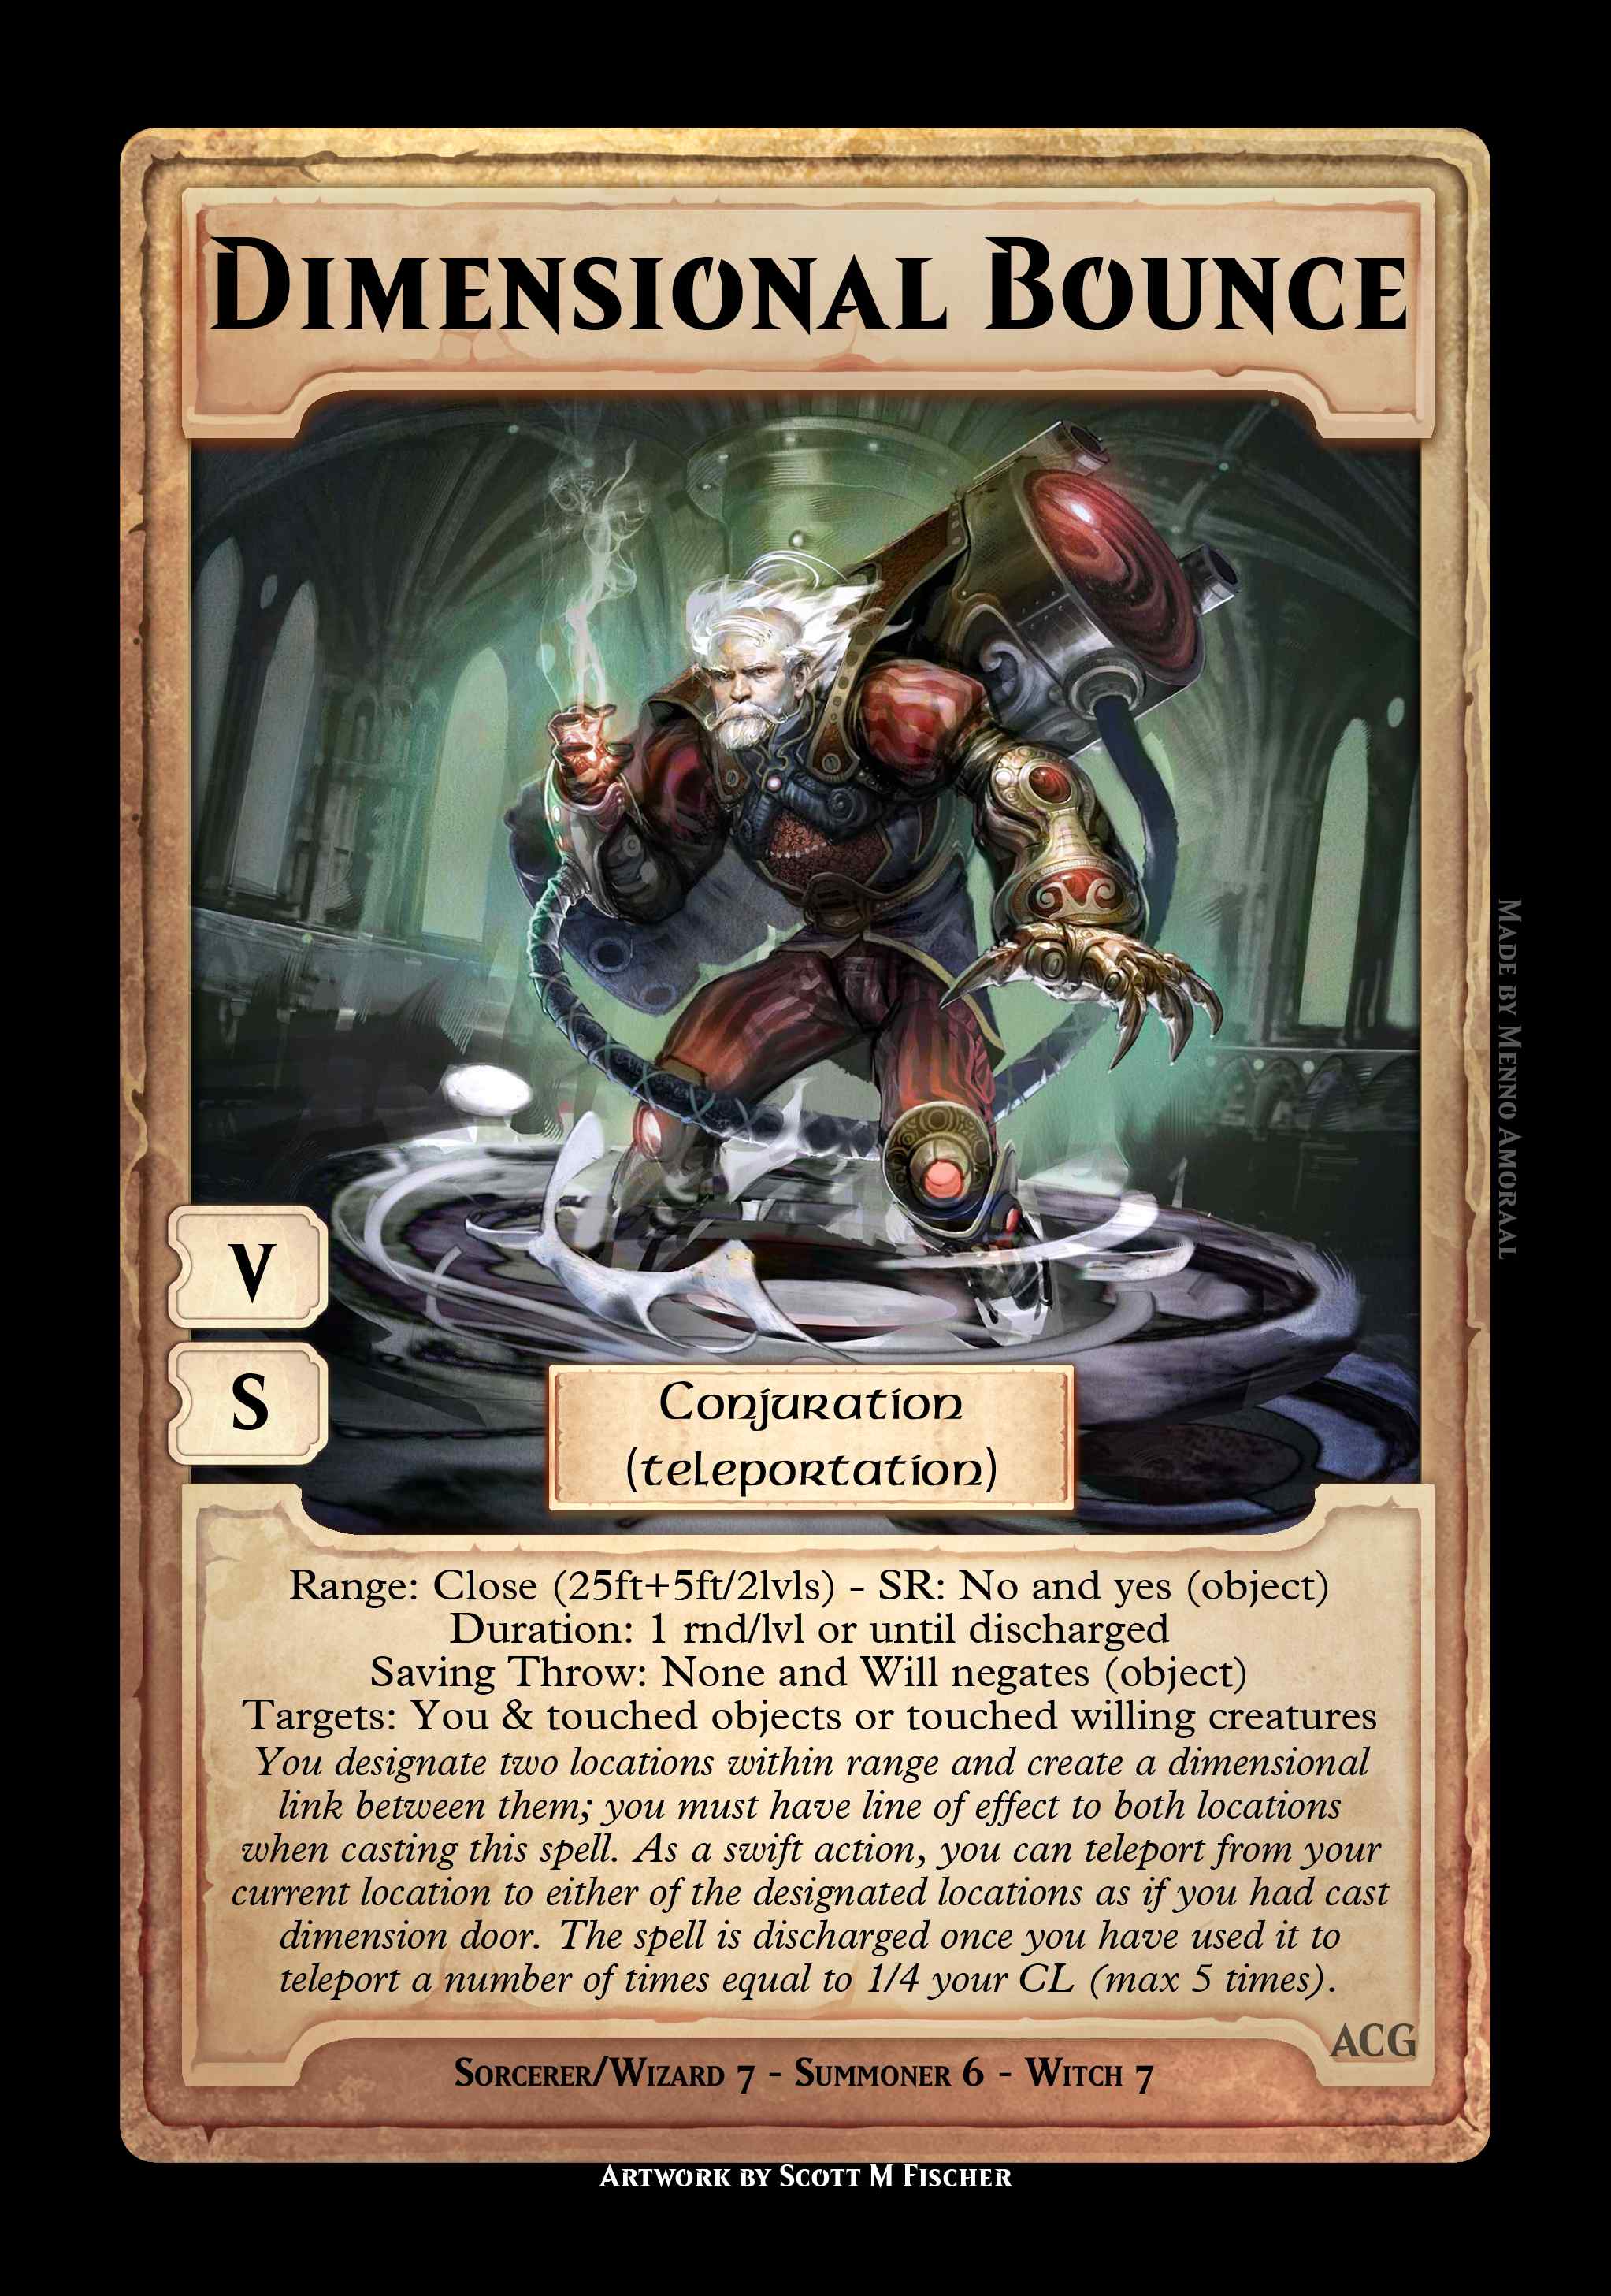 Dimensional Bounce
V
S
Conjuration
(teleportation)
Range: Close (25ft+5ft/2lvls) - SR: No and yes (object)
Duration: 1 rnd/lvl or until discharged
Saving Throw: None and Will negates (object)
Targets: You & touched objects or touched willing creatures
You designate two locations within range and create a dimensional
link between them; you must have line of effect to both locations
when casting this spell. As a swift action, you can teleport from your
current location to either of the designated locations as if you had cast
dimension door. The spell is discharged once you have used it to
teleport a number of times equal to 1/4 your CL (max 5 times).
ACG
Sorcerer/Wizard 7 - Summoner 6 - Witch 7
Artwork by Scott M Fischer
Made by Menno Amoraal